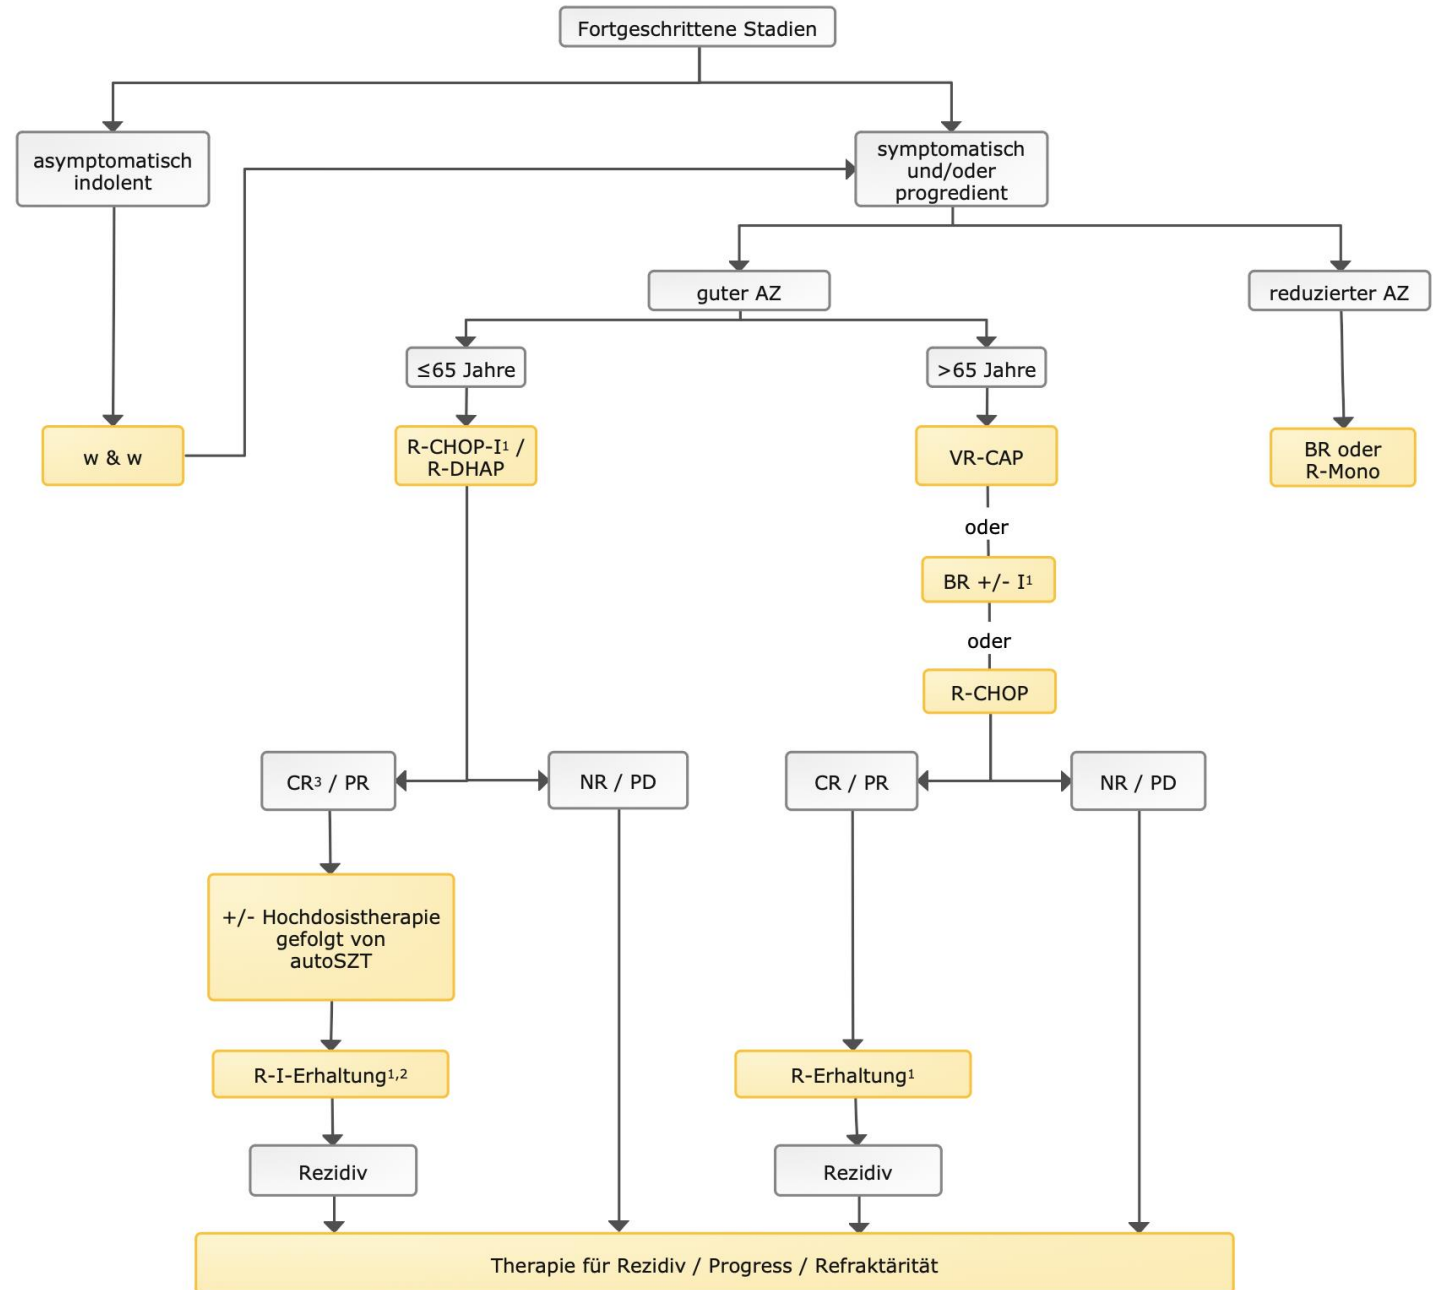 Fortgeschrittene Stadien
asymptomatisch
indolent
symptomatisch
und/oder
progredient
guter AZ
reduzierter AZ
≤65 Jahre
>65 Jahre
w & w
R-CHOP-I¹ /
R-DHAP
VR-CAP
BR oder
R-Mono
oder
BR +/- I¹
oder
R-CHOP
CR³ / PR
NR / PD
CR / PR
NR / PD
+/- Hochdosistherapie
gefolgt von
autoSZT
R-I-Erhaltung¹,²
R-Erhaltung¹
Rezidiv
Rezidiv
Therapie für Rezidiv / Progress / Refraktärität